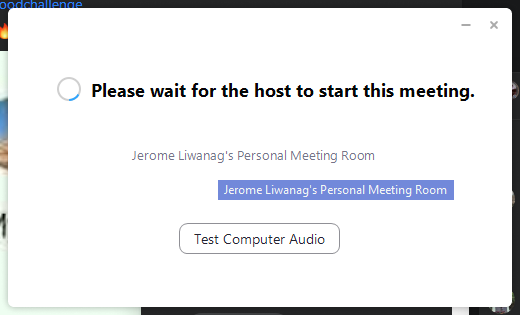 oodchallenge
Please wait for the host to start this meeting.
Jerome Liwanag's Personal Meeting Room
Jerome Liwanag's Personal Meeting Room
Test Computer Audio